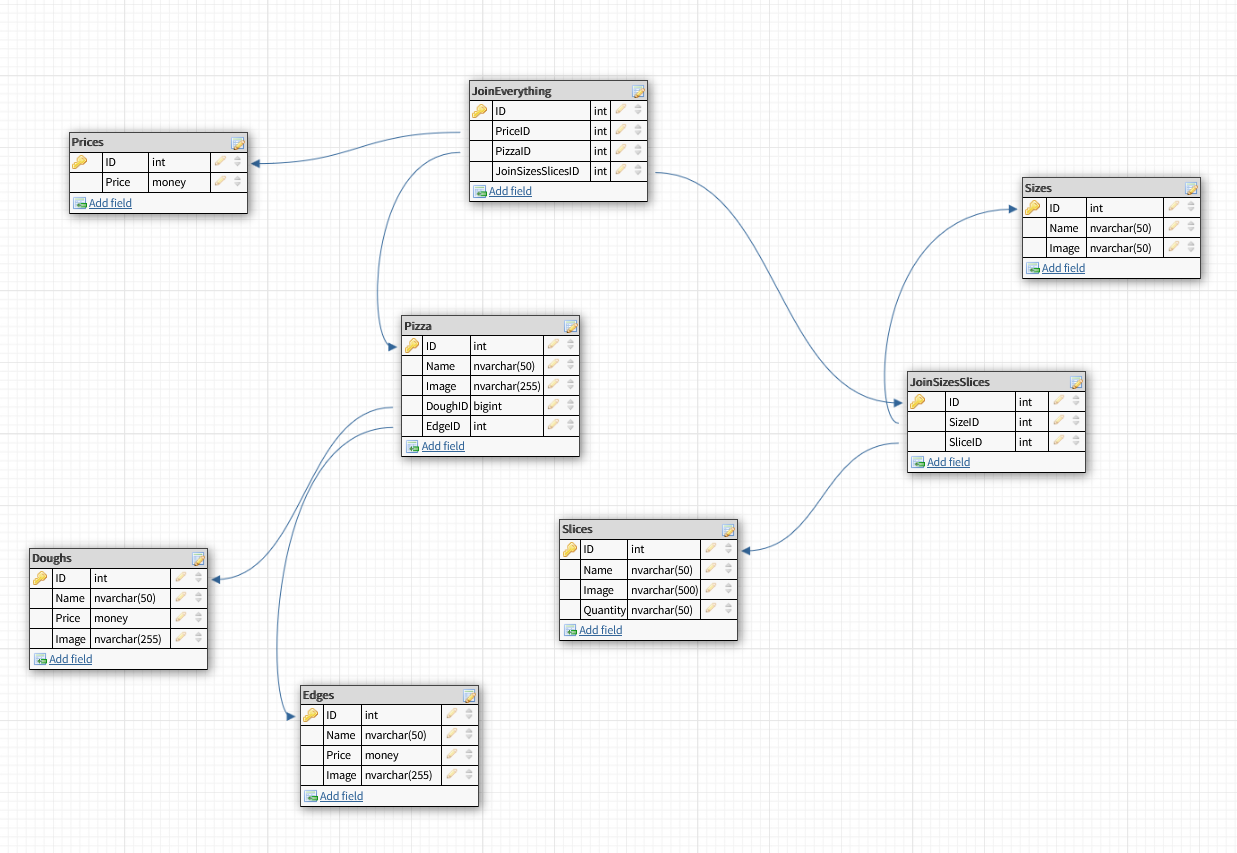 JoinEverything
ID int
PriceID int
PizzaID int
JoinSizesSlicesID int
Add field
Prices
ID int
Price money
Add field
Sizes
ID int
Name nvarchar(50)
Image nvarchar(50)
Add field
Pizza
ID int
Name nvarchar(50)
Image nvarchar(255)
DoughID bigint
EdgeID int
Add field
JoinSizesSlices
ID int
SizeID int
SliceID int
Add field
Slices
ID int
Name nvarchar(50)
Image nvarchar(500)
Quantity nvarchar(50)
Add field
Doughs
ID int
Name nvarchar(50)
Price money
Image nvarchar(255)
Add field
Edges
ID int
Name nvarchar(50)
Price money
Image nvarchar(255)
Add field